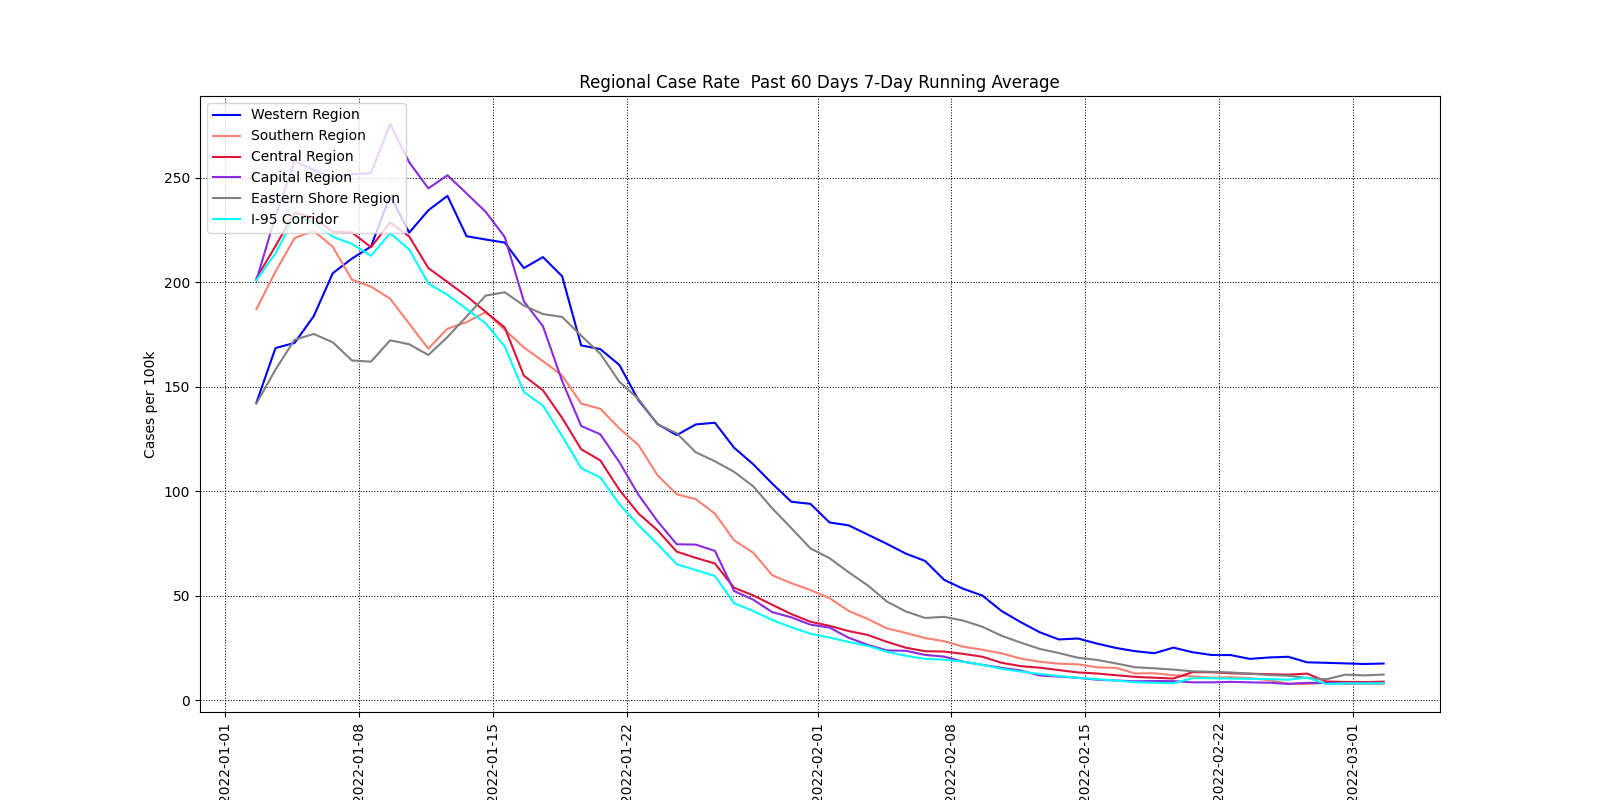 Regional Case Rate  Past 60 Days 7-Day Running Average
Western Region
Southern Region
Central Region
Capital Region
Eastern Shore Region
I-95 Corridor
Cases per 100k
250
200
150
100
50
0
2022-01-01
2022-01-08
2022-01-15
2022-01-22
2022-02-01
2022-02-08
2022-02-15
2022-02-22
2022-03-01